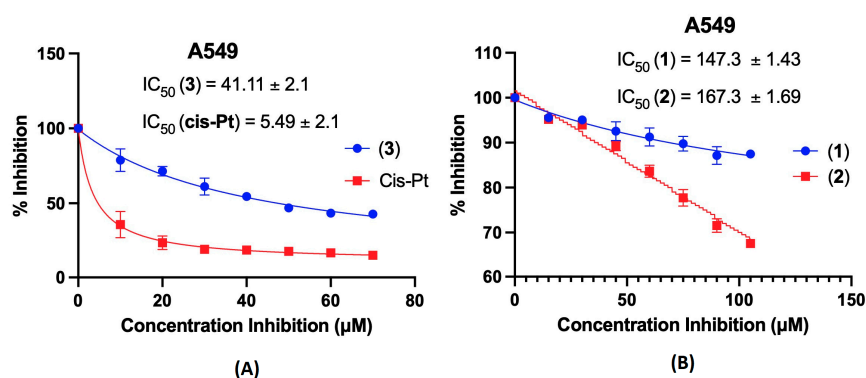 A549
IC50 (3) = 41.11 ± 2.1
IC50 (cis-Pt) = 5.49 ± 2.1
(3)
Cis-Pt
% Inhibition
150
100
50
0
0 20 40 60 80
Concentration Inhibition (µM)
(A)
A549
IC50 (1) = 147.3 ± 1.43
IC50 (2) = 167.3 ± 1.69
(1)
(2)
% Inhibition
110
100
90
80
70
60
0 50 100 150
Concentration Inhibition (µM)
(B)